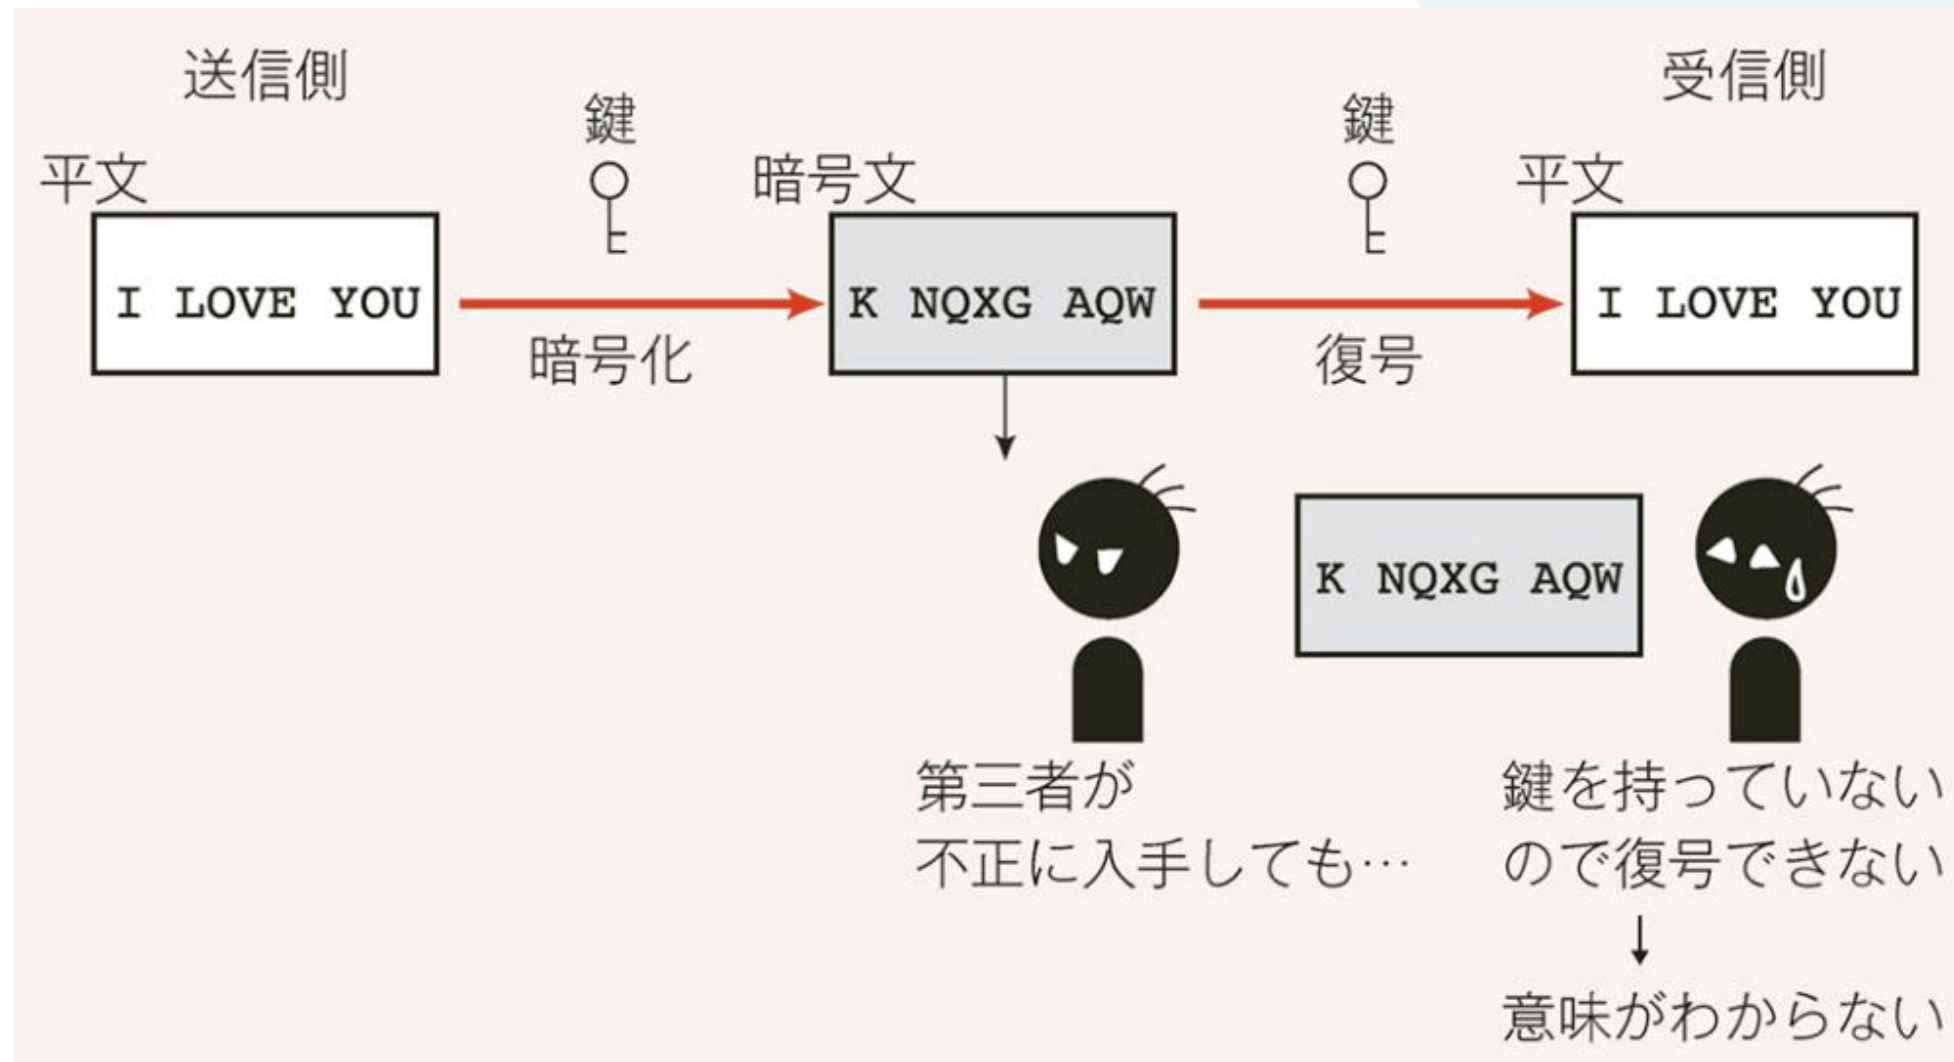 送信側
受信側
鍵
鍵
平文
暗号文
平文
I LOVE YOU
K NQXG AQW
I LOVE YOU
暗号化
復号
K NQXG AQW
第三者が
不正に入手しても…
鍵を持っていない
ので復号できない
意味がわからない